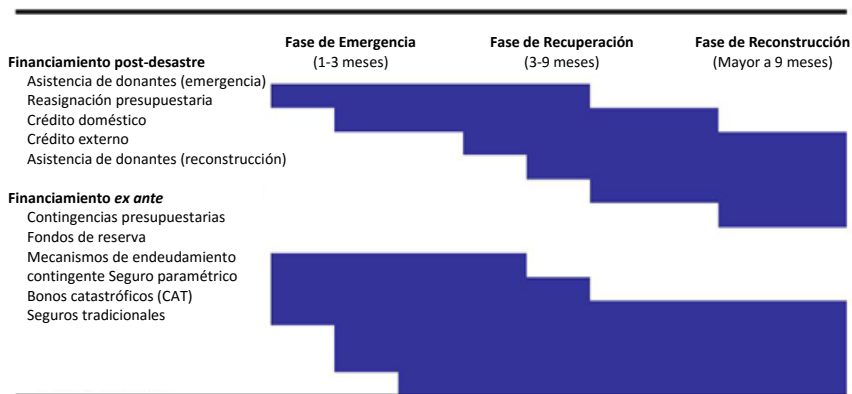 Fase de Emergencia Fase de Recuperación Fase de Reconstrucción
Financiamiento post-desastre (1-3 meses) (3-9 meses) (Mayor a 9 meses)
Asistencia de donantes (emergencia)
Reasignación presupuestaria
Crédito doméstico
Crédito externo
Asistencia de donantes (reconstrucción)
Financiamiento ex ante
Contingencias presupuestarias
Fondos de reserva
Mecanismos de endeudamiento
contingente Seguro paramétrico
Bonos catastróficos (CAT)
Seguros tradicionales